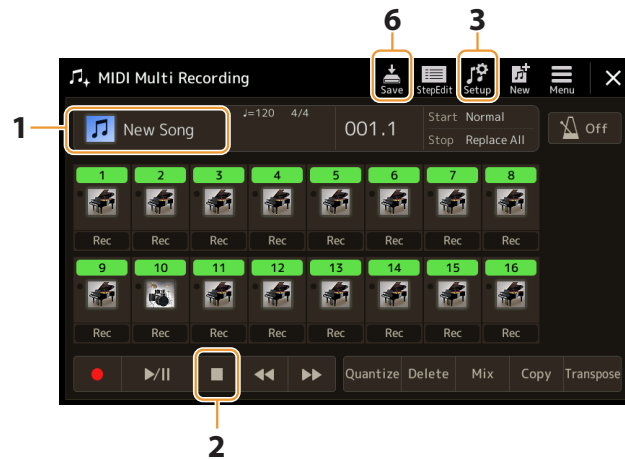 6 3
MIDI Multi Recording Save StepEdit Setup New Menu
1 New Song ♩=120 4/4 001.1 Start Normal Off
Stop Replace All
1 2 3 4 5 6 7 8
Rec Rec Rec Rec Rec Rec Rec Rec
9 10 11 12 13 14 15 16
Rec Rec Rec Rec Rec Rec Rec Rec
Quantize Delete Mix Copy Transpose
2